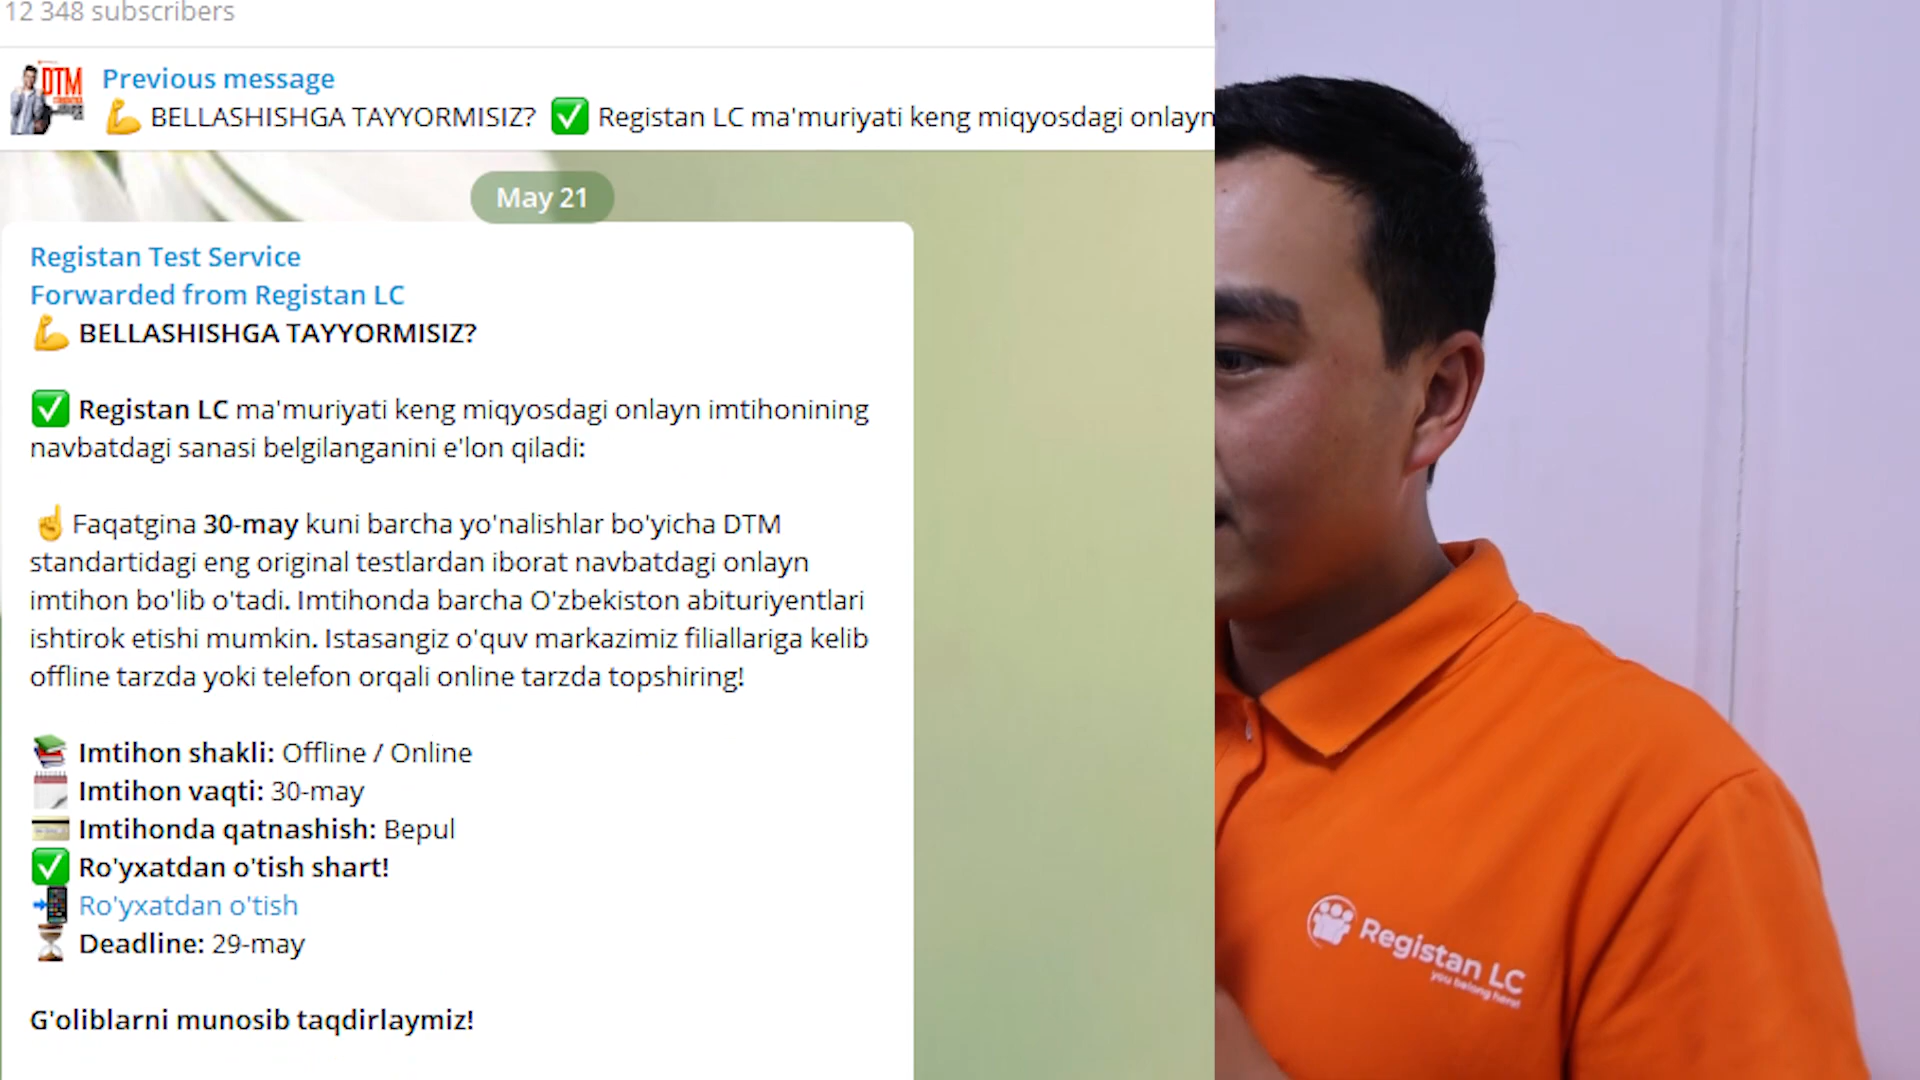 12 348 subscribers
Previous message
💪 BELLASHISHGA TAYYORMISIZ? ✅ Registan LC ma'muriyati keng miqyosdagi onlayn
DTM
May 21
Registan Test Service
Forwarded from Registan LC
💪 BELLASHISHGA TAYYORMISIZ?
✅ Registan LC ma'muriyati keng miqyosdagi onlayn imtihonining
navbatdagi sanasi belgilanganini e'lon qiladi:
☝️Faqatgina 30-may kuni barcha yo'nalishlar bo'yicha DTM
standartidagi eng original testlardan iborat navbatdagi onlayn
imtihon bo'lib o'tadi. Imtihonda barcha O'zbekiston abituriyentlari
ishtirok etishi mumkin. Istasangiz o'quv markazimiz filiallariga kelib
offline tarzda yoki telefon orqali online tarzda topshiring!
📚 Imtihon shakli: Offline / Online
🗓 Imtihon vaqti: 30-may
💳 Imtihonda qatnashish: Bepul
✅ Ro'yxatdan o'tish shart!
📲 Ro'yxatdan o'tish
⏳ Deadline: 29-may
G'oliblarni munosib taqdirlaymiz!
Registan LC
you belong here!